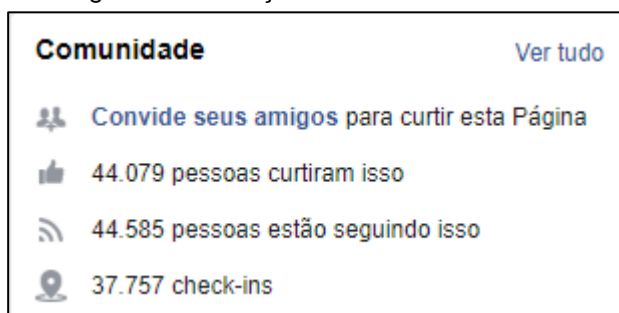 Comunidade
Ver tudo
Convide seus amigos para curtir esta Página
44.079 pessoas curtiram isso
44.585 pessoas estão seguindo isso
37.757 check-ins